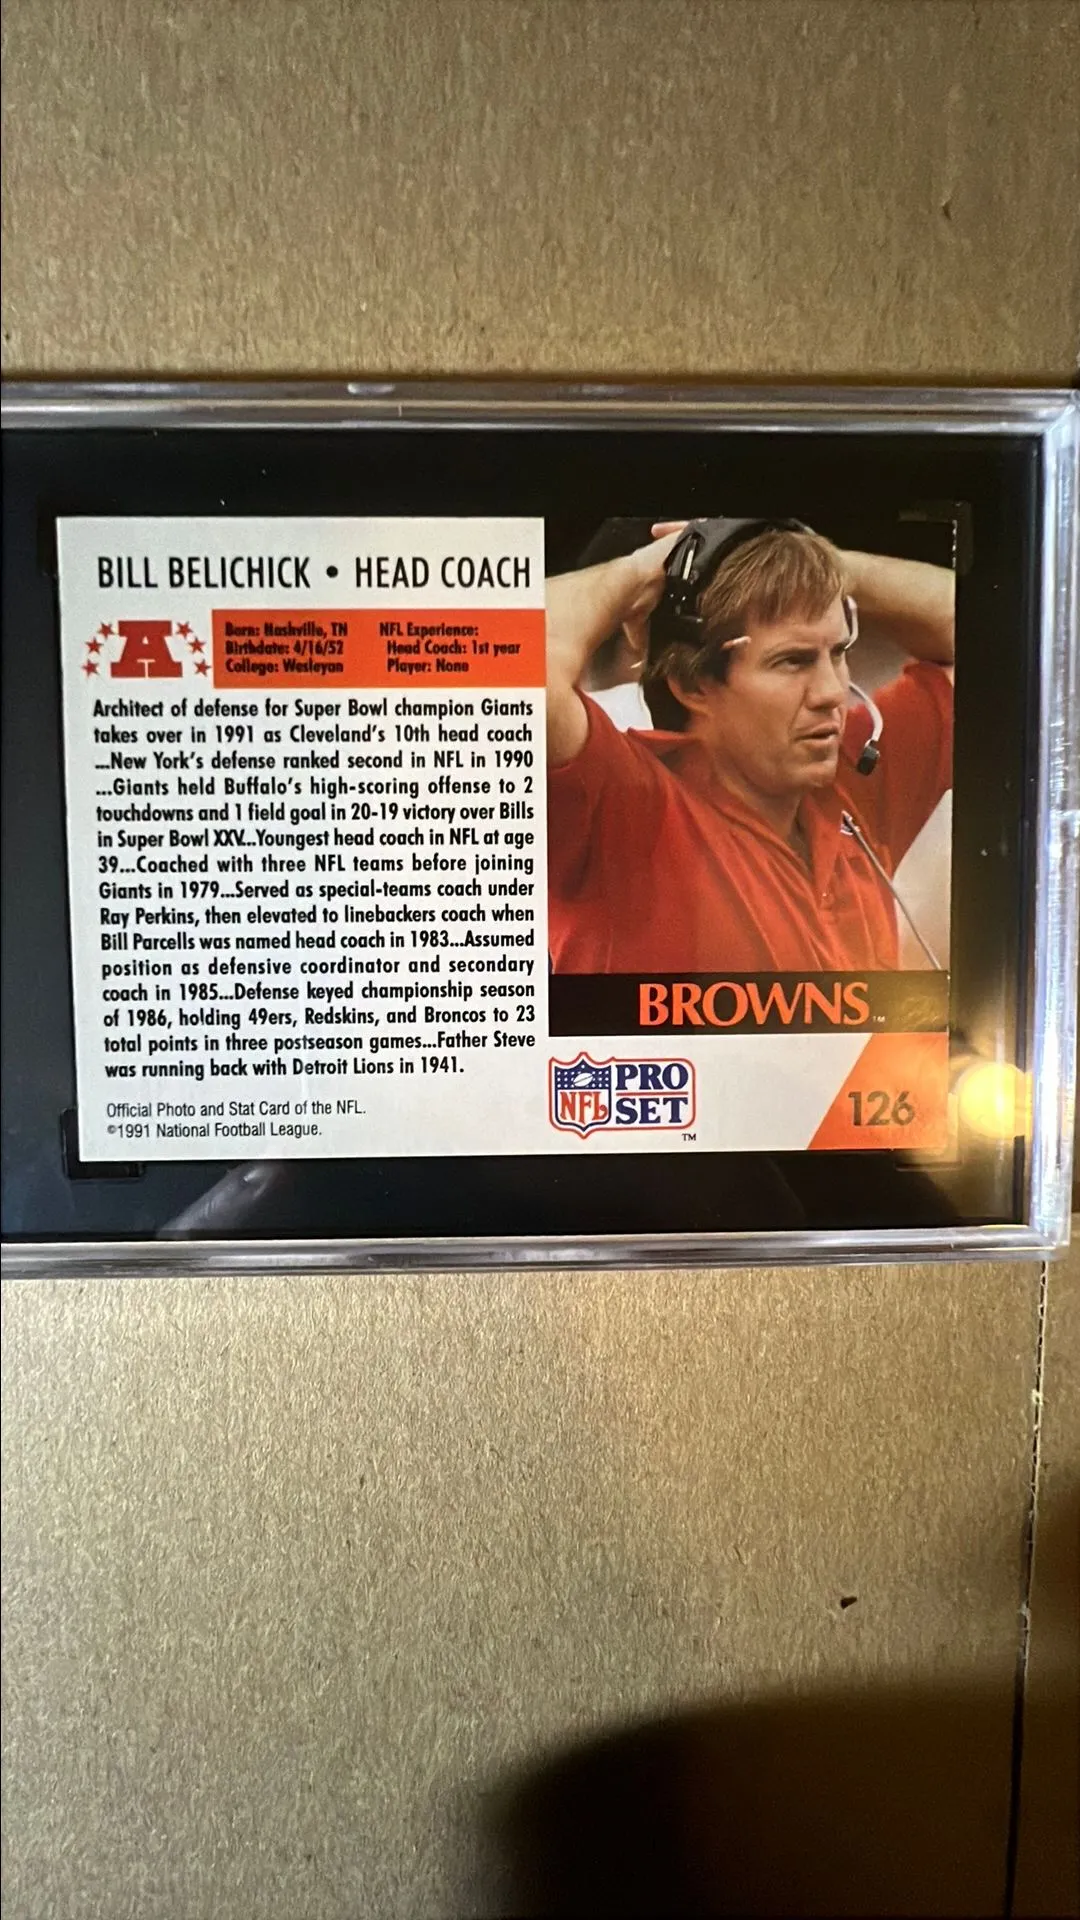 BILL BELICHICK • HEAD COACH
A
Born: Nashville, TN
Birthdate: 4/16/52
College: Wesleyan
NFL Experience:
Head Coach: 1st year
Player: None
Architect of defense for Super Bowl champion Giants
takes over in 1991 as Cleveland's 10th head coach
...New York's defense ranked second in NFL in 1990
...Giants held Buffalo's high-scoring offense to 2
touchdowns and 1 field goal in 20-19 victory over Bills
in Super Bowl XXV...Youngest head coach in NFL at age
39...Coached with three NFL teams before joining
Giants in 1979...Served as special-teams coach under
Ray Perkins, then elevated to linebackers coach when
Bill Parcells was named head coach in 1983...Assumed
position as defensive coordinator and secondary
coach in 1985...Defense keyed championship season
of 1986, holding 49ers, Redskins, and Broncos to 23
total points in three postseason games...Father Steve
was running back with Detroit Lions in 1941.
Official Photo and Stat Card of the NFL.
©1991 National Football League.
BROWNS™
NFL
PRO
SET
™
126